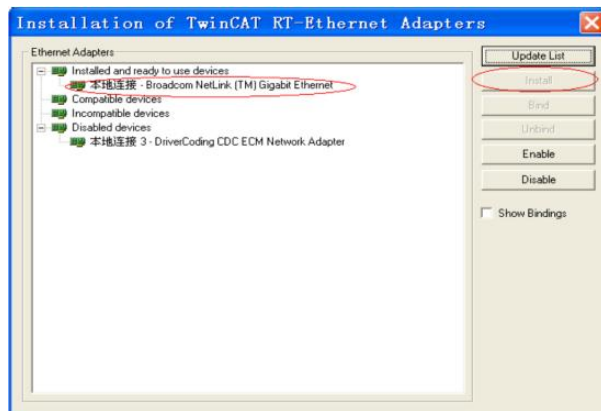 Installation of TwinCAT RT-Ethernet Adapters
Ethernet Adapters
Installed and ready to use devices
本地连接 - Broadcom NetLink (TM) Gigabit Ethernet
Compatible devices
Incompatible devices
Disabled devices
本地连接 3 - DriverCoding CDC ECM Network Adapter
Update List
Install
Bind
Unbind
Enable
Disable
Show Bindings